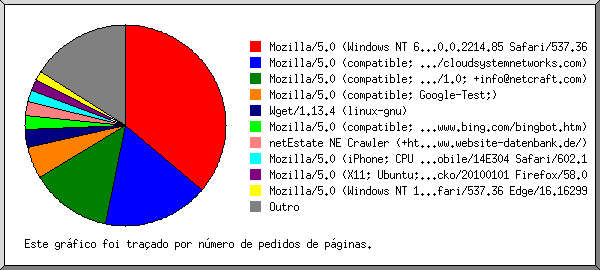 Mozilla/5.0 (Windows NT 6...0.0.2214.85 Safari/537.36
Mozilla/5.0 (compatible; .../cloudsystemnetworks.com)
Mozilla/5.0 (compatible; .../1.0; +info@netcraft.com)
Mozilla/5.0 (compatible; Google-Test;)
Wget/1.13.4 (linux-gnu)
Mozilla/5.0 (compatible; ...www.bing.com/bingbot.htm)
netEstate NE Crawler (+ht...ww.website-datenbank.de/)
Mozilla/5.0 (iPhone; CPU ...obile/14E304 Safari/602.1
Mozilla/5.0 (X11; Ubuntu;...cko/20100101 Firefox/58.0
Mozilla/5.0 (Windows NT 1...fari/537.36 Edge/16.16299
Outro
Este gráfico foi traçado por número de pedidos de páginas.